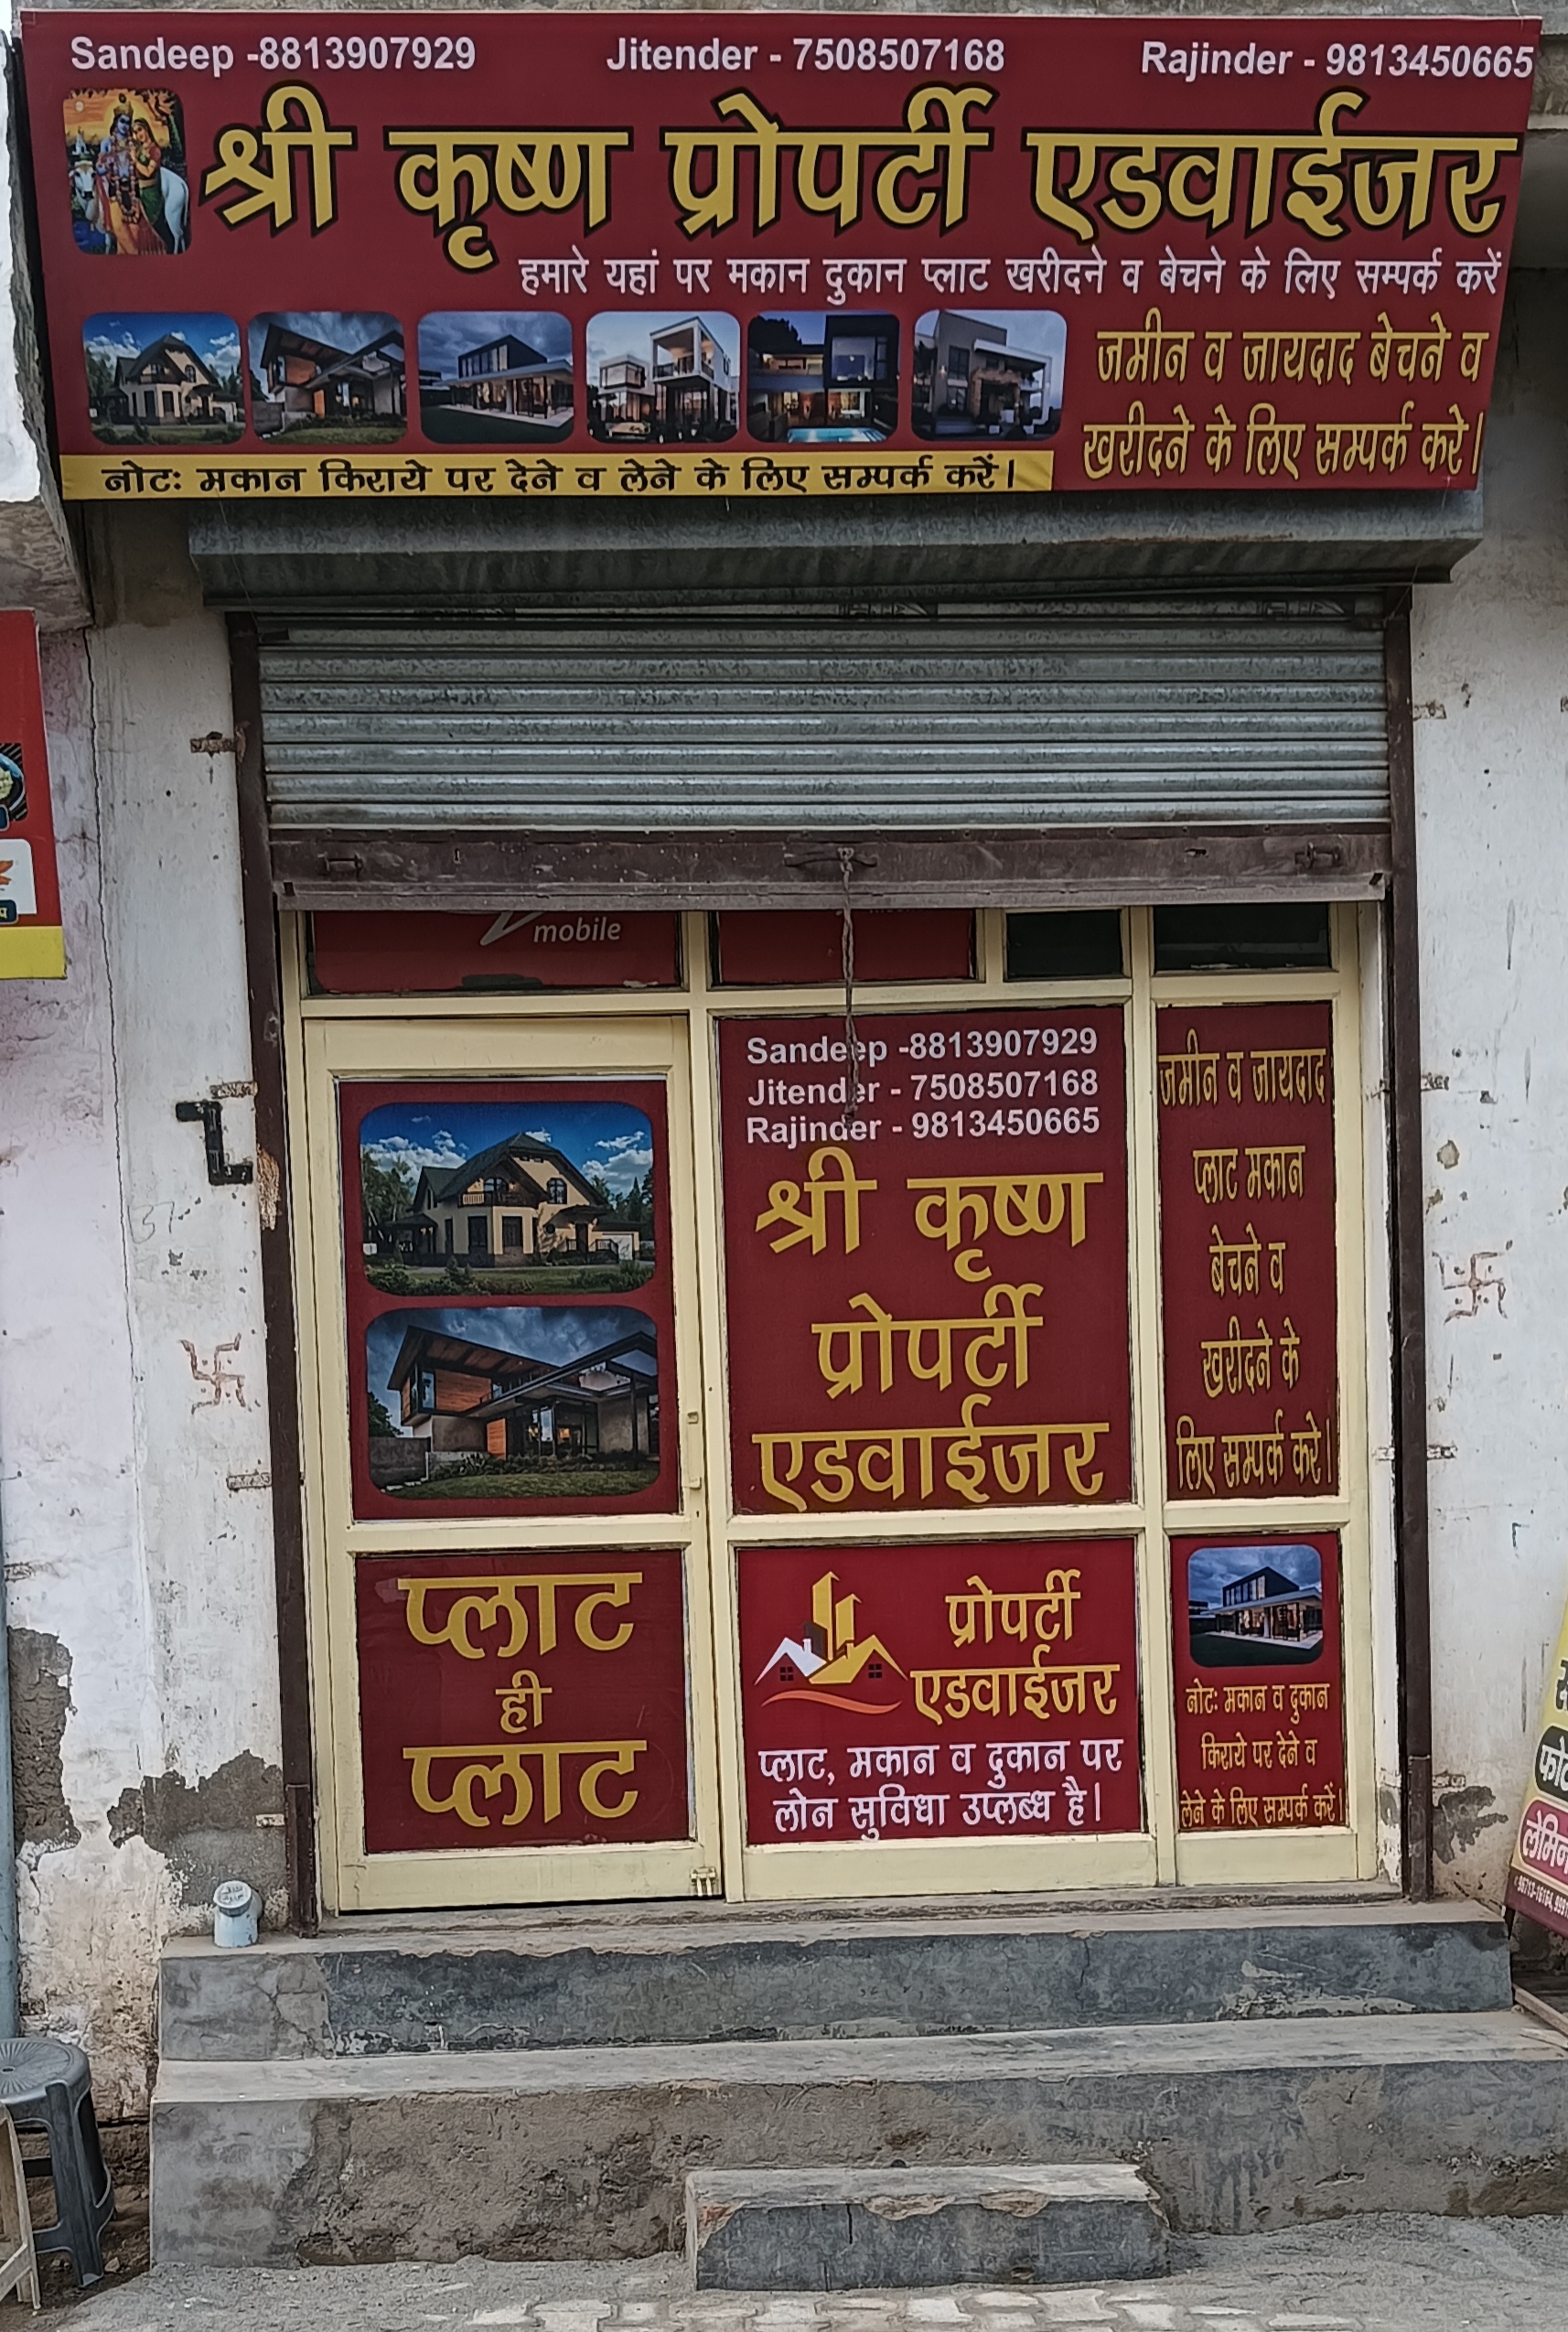 Sandeep -8813907929
Jitender - 7508507168
Rajinder - 9813450665
श्री कृष्ण प्रोपर्टी एडवाईजर
हमारे यहां पर मकान दुकान प्लाट खरीदने व बेचने के लिए सम्पर्क करें
जमीन व जायदाद बेचने व
खरीदने के लिए सम्पर्क करे।
नोटः मकान किराये पर देने व लेने के लिए सम्पर्क करें।
mobile
Sandeep -8813907929
Jitender - 7508507168
Rajinder - 9813450665
श्री कृष्ण
प्रोपर्टी
एडवाईजर
जमीन व जायदाद
प्लाट मकान
बेचने व
खरीदने के
लिए सम्पर्क करे।
प्लाट
ही
प्लाट
प्रोपर्टी
एडवाईजर
प्लाट, मकान व दुकान पर
लोन सुविधा उप्लब्ध है।
नोटः मकान व दुकान
किराये पर देने व
लेने के लिए सम्पर्क करें।